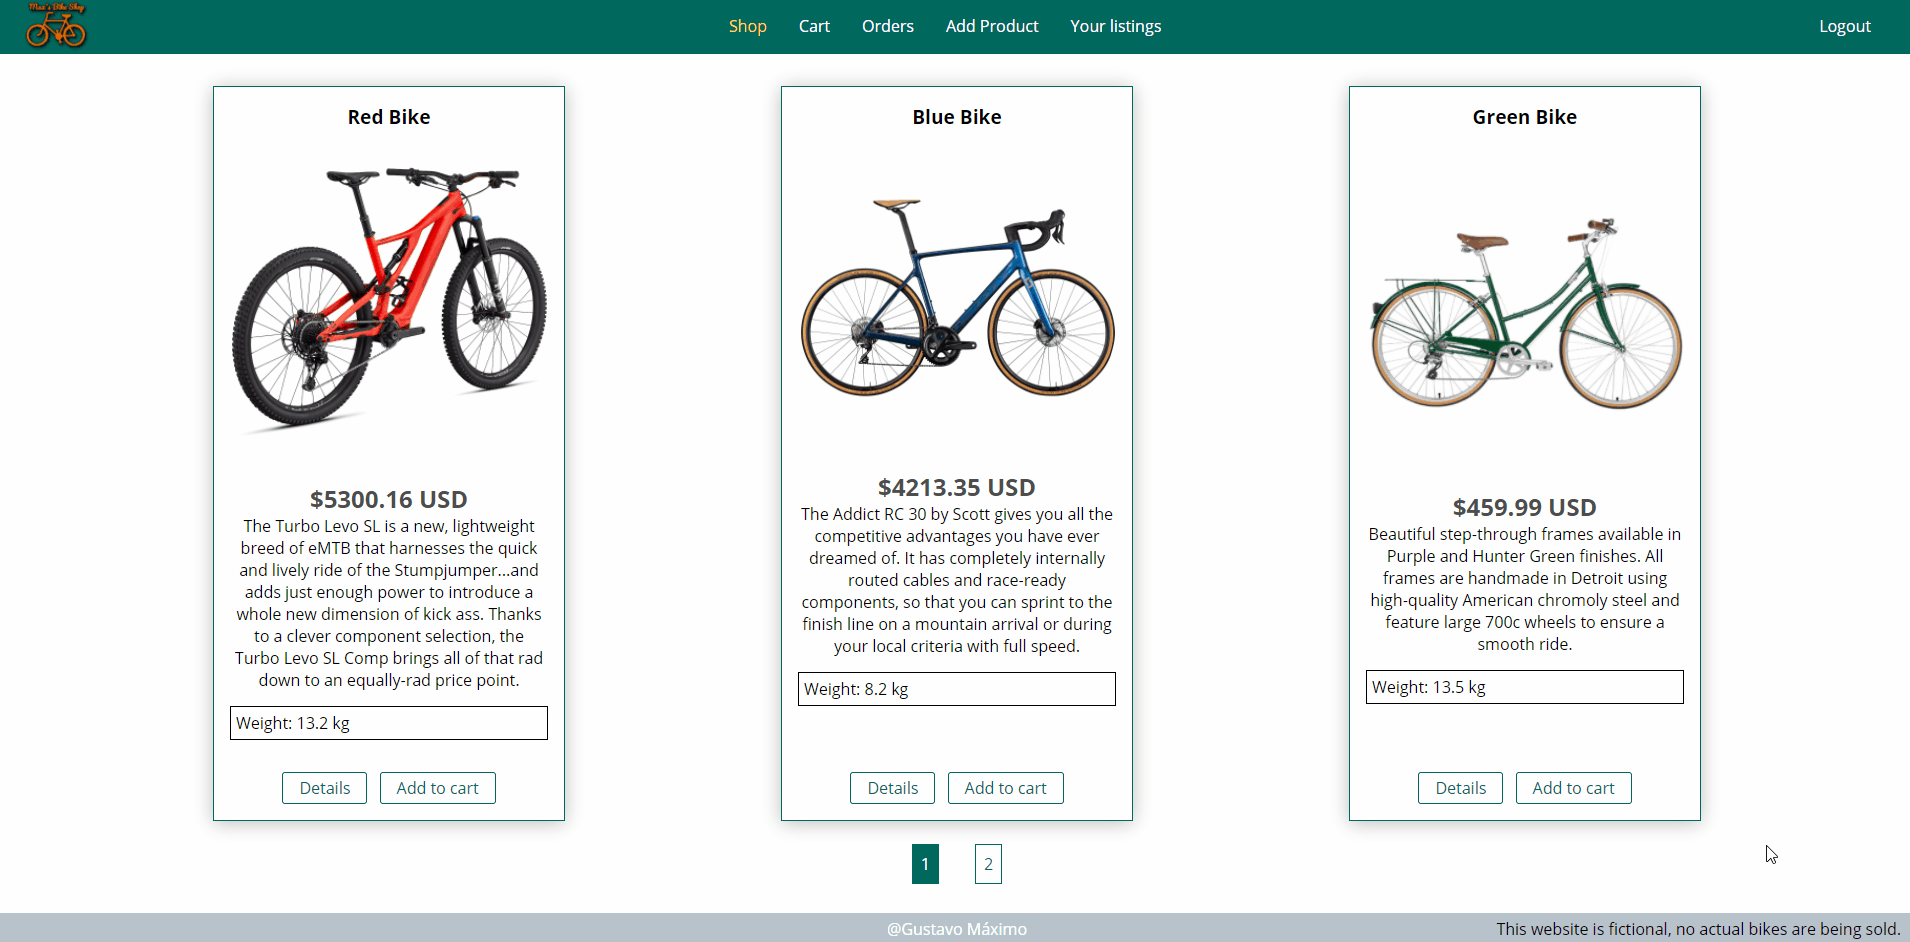 Max's Bike Shop
Shop Cart Orders Add Product Your listings Logout
Red Bike
$5300.16 USD
The Turbo Levo SL is a new, lightweight
breed of eMTB that harnesses the quick
and lively ride of the Stumpjumper...and
adds just enough power to introduce a
whole new dimension of kick ass. Thanks
to a clever component selection, the
Turbo Levo SL Comp brings all of that rad
down to an equally-rad price point.
Weight: 13.2 kg
Details Add to cart
Blue Bike
$4213.35 USD
The Addict RC 30 by Scott gives you all the
competitive advantages you have ever
dreamed of. It has completely internally
routed cables and race-ready
components, so that you can sprint to the
finish line on a mountain arrival or during
your local criteria with full speed.
Weight: 8.2 kg
Details Add to cart
Green Bike
$459.99 USD
Beautiful step-through frames available in
Purple and Hunter Green finishes. All
frames are handmade in Detroit using
high-quality American chromoly steel and
feature large 700c wheels to ensure a
smooth ride.
Weight: 13.5 kg
Details Add to cart
1 2
@Gustavo Máximo
This website is fictional, no actual bikes are being sold.